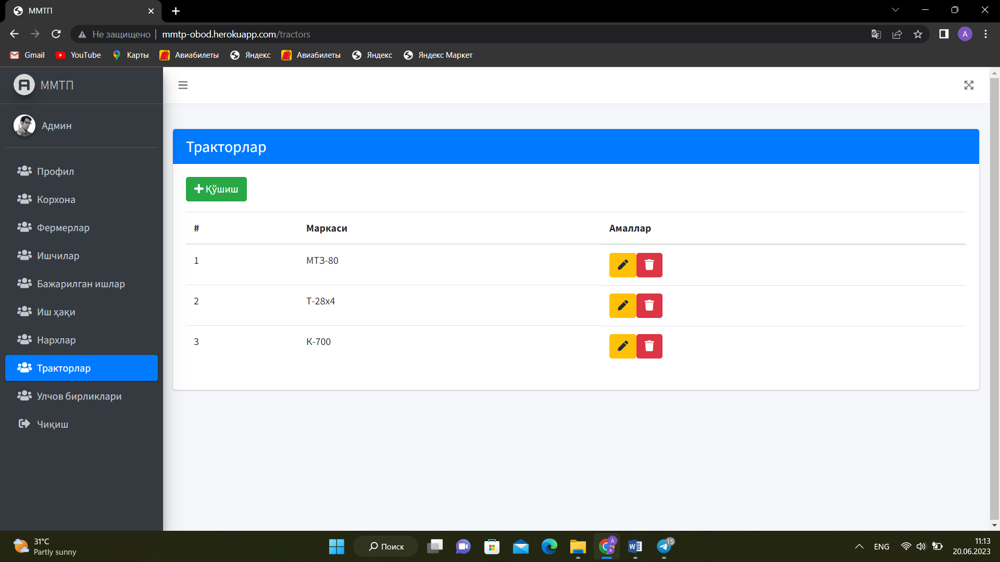 ММТП
Не защищено
mmtp-obod.herokuapp.com/tractors
A
Gmail
YouTube
Карты
Авиабилеты
Яндекс
Авиабилеты
Яндекс
Яндекс Маркет
ММТП
Админ
Профил
Корхона
Фермерлар
Ишчилар
Бажарилган ишлар
Иш ҳақи
Нархлар
Тракторлар
Улчов бирликлари
Чиқиш
Тракторлар
Қўшиш
# Маркаси Амаллар
1 МТЗ-80
2 Т-28х4
3 К-700
31°C
Partly sunny
Поиск
A
A
15
ENG
11:13
20.06.2023